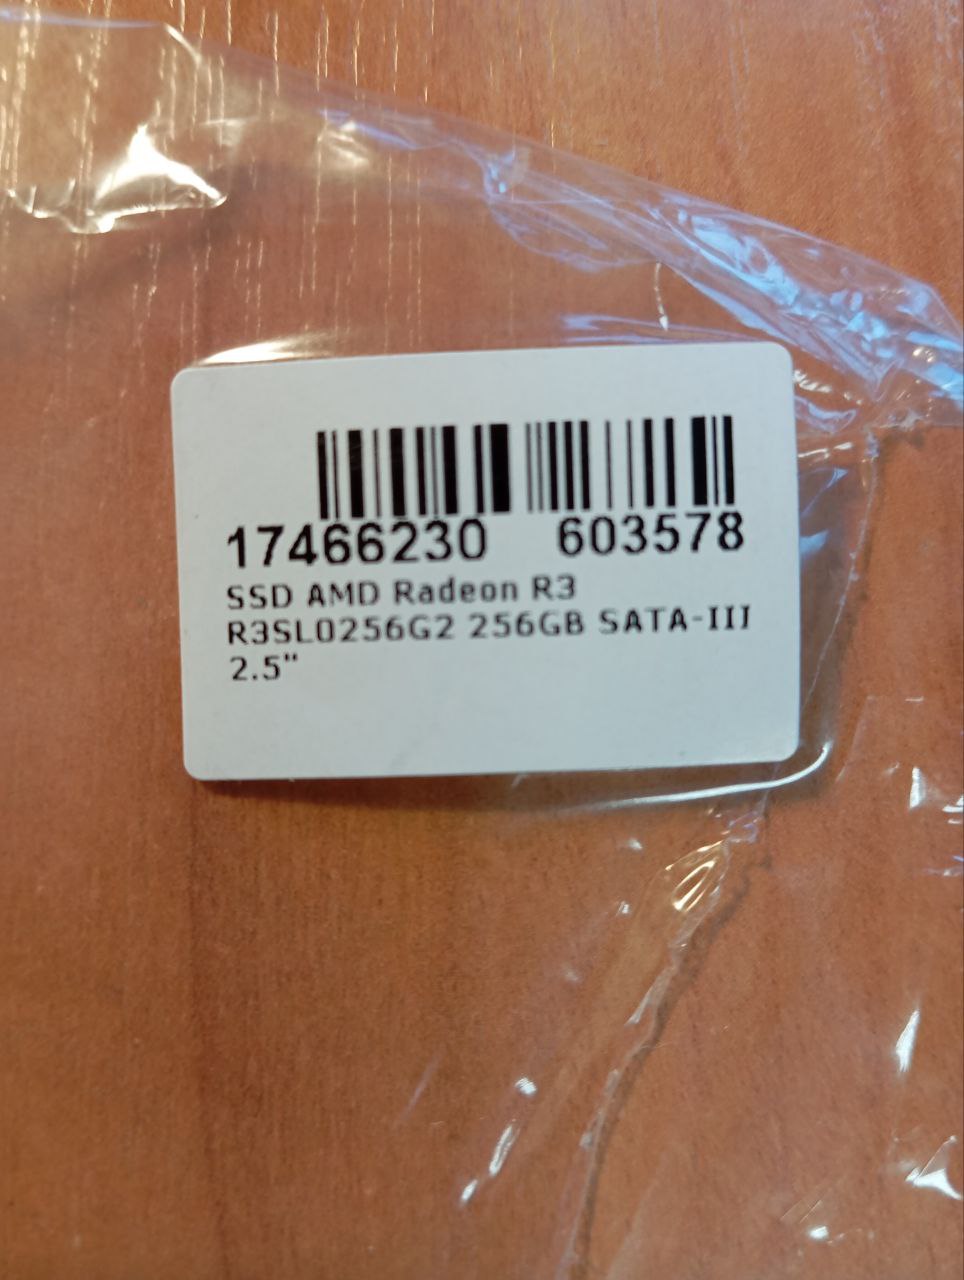 17466230 603578
SSD AMD Radeon R3
R3SL0256G2 256GB SATA-III
2.5"